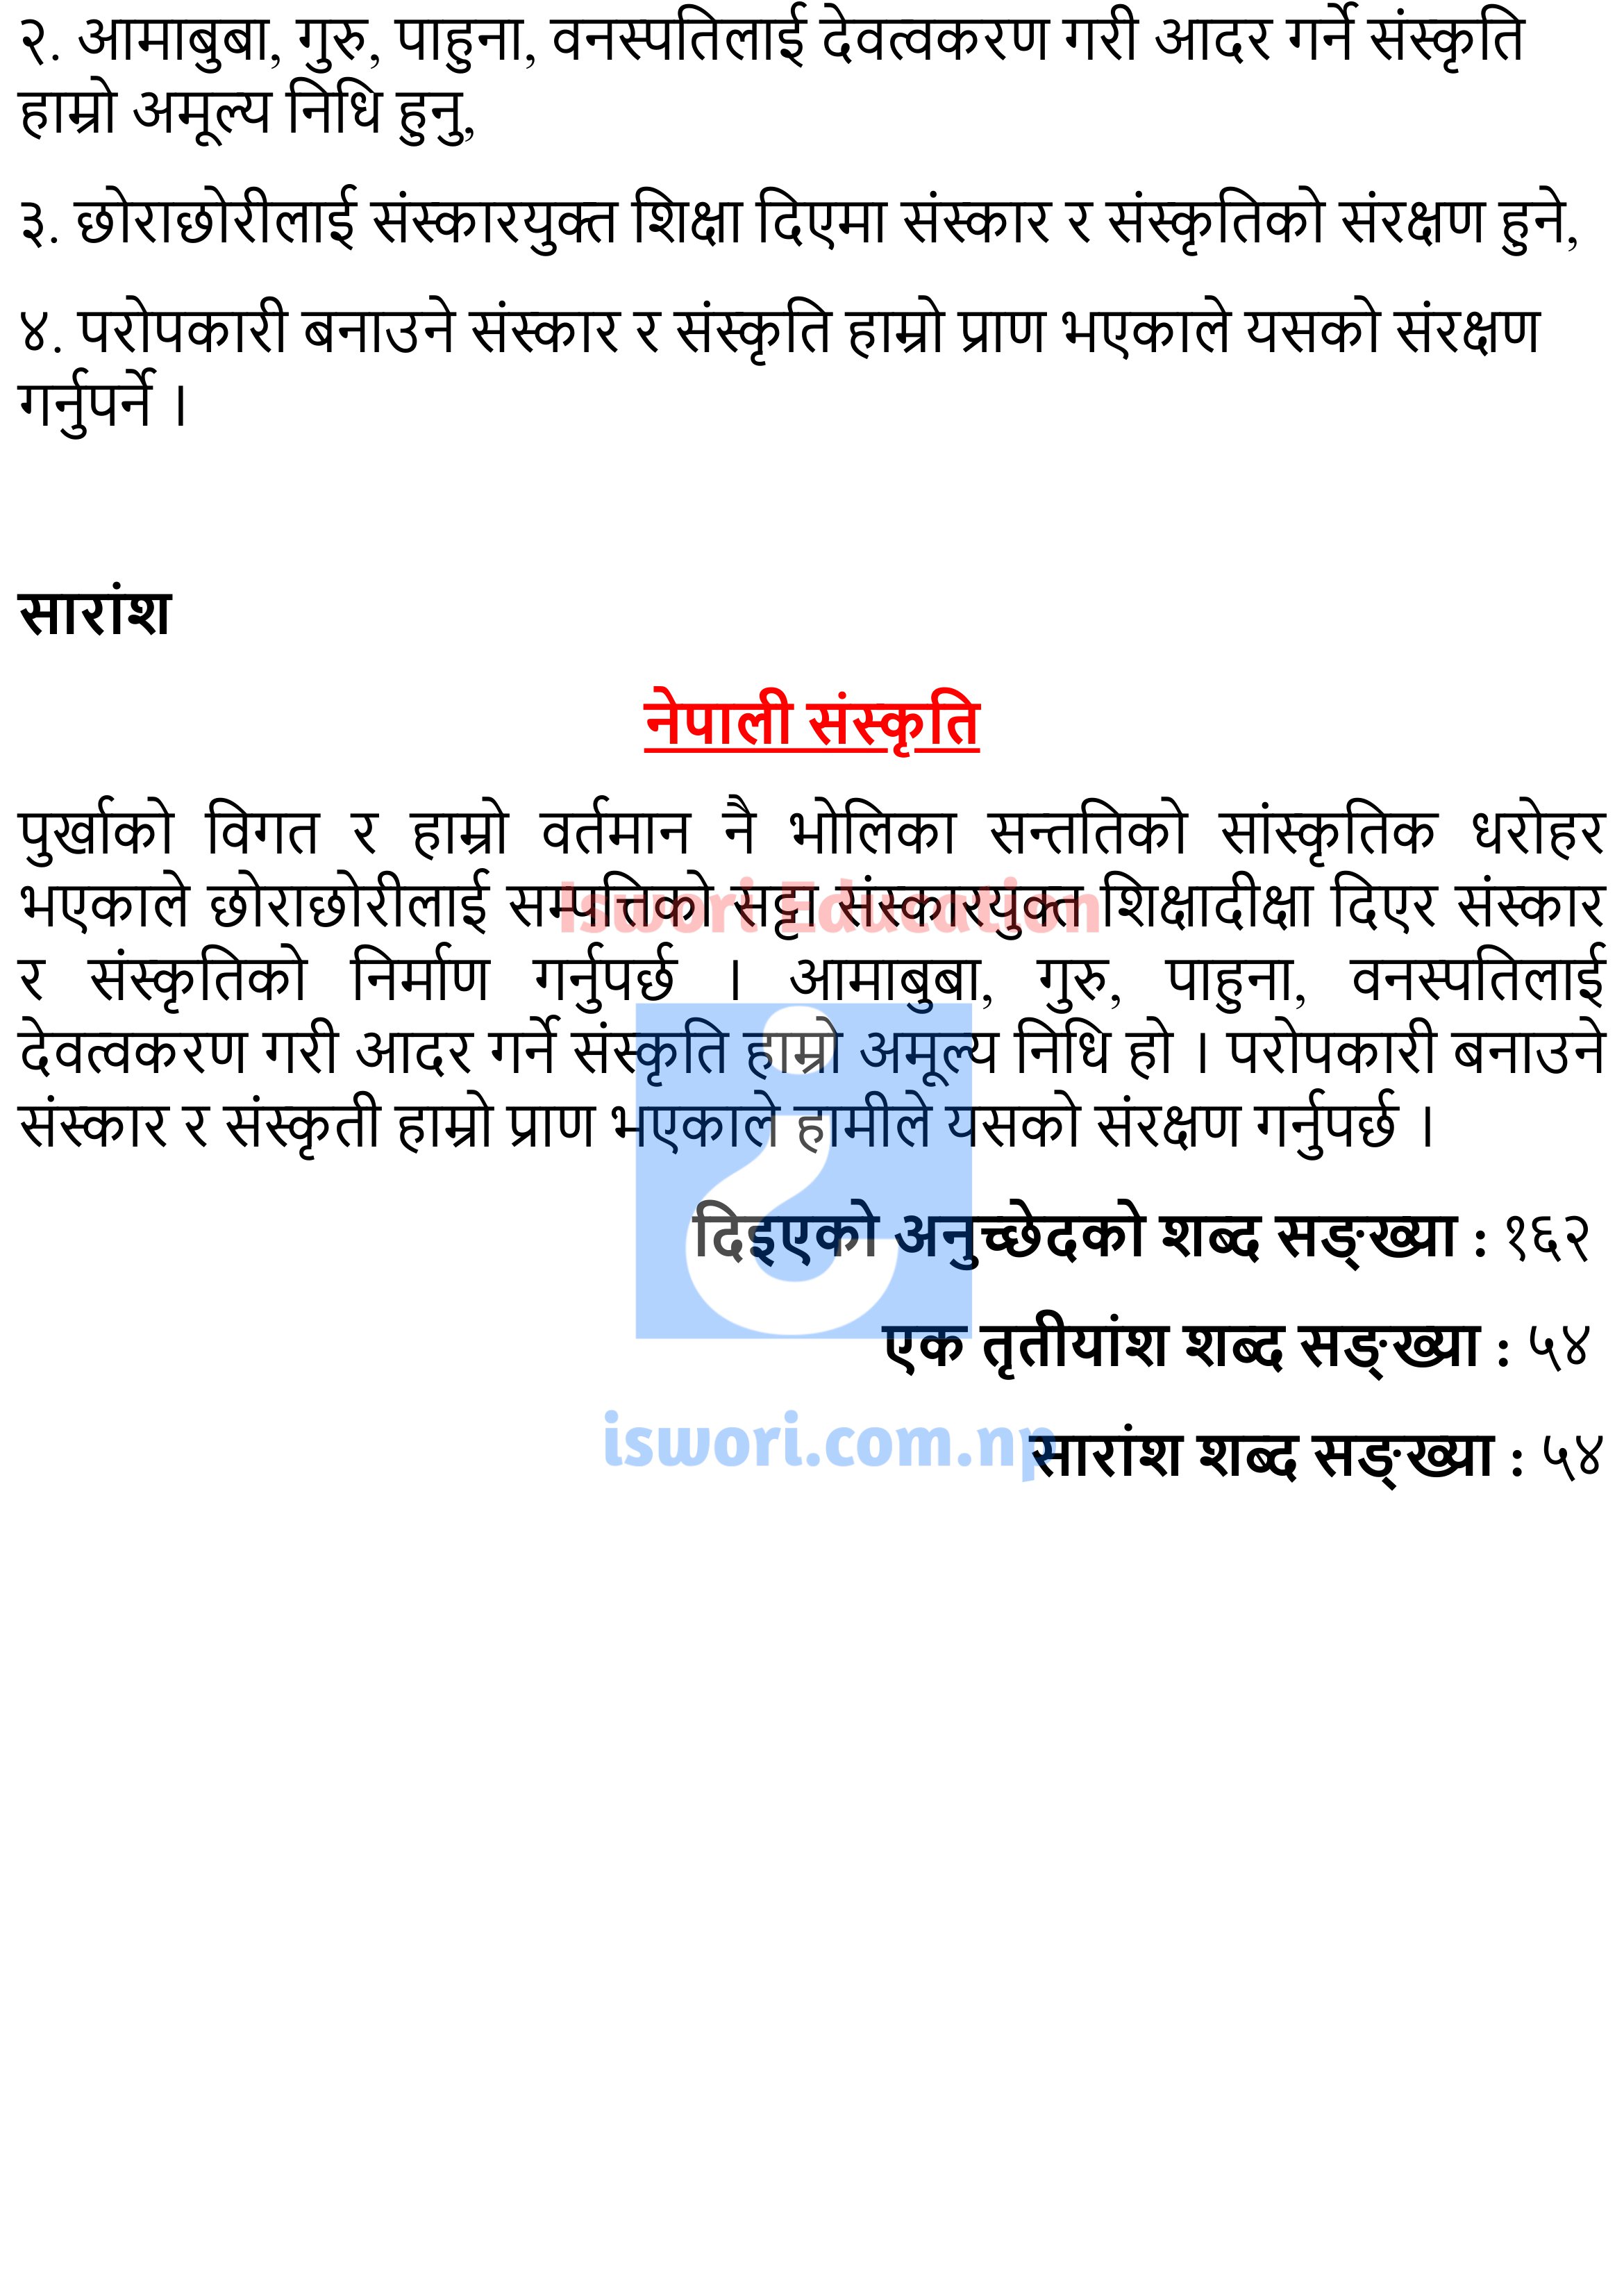 २. आमाबुबा, गुरु, पाहुना, वनस्पतिलाई देवत्वकरण गरी आदर गर्ने संस्कृति
हाम्रो अमूल्य निधि हुनु,
३. छोराछोरीलाई संस्कारयुक्त शिक्षा दिएमा संस्कार र संस्कृतिको संरक्षण हुने,
४. परोपकारी बनाउने संस्कार र संस्कृति हाम्रो प्राण भएकाले यसको संरक्षण
गर्नुपर्ने ।
सारांश
नेपाली संस्कृति
पुर्खाको विगत र हाम्रो वर्तमान नै भोलिका सन्ततिको सांस्कृतिक धरोहर
भएकाले छोराछोरीलाई सम्पत्तिको सट्टा संस्कारयुक्त शिक्षादीक्षा दिएर संस्कार
Iswori Education
र संस्कृतिको निर्माण गर्नुपर्छ । आमाबुबा, गुरु, पाहुना, वनस्पतिलाई
देवत्वकरण गरी आदर गर्ने संस्कृति हाम्रो अमूल्य निधि हो । परोपकारी बनाउने
संस्कार र संस्कृती हाम्रो प्राण भएकाले हामीले यसको संरक्षण गर्नुपर्छ ।
दिइएको अनुच्छेदको शब्द सङ्ख्या : १६२
एक तृतीयांश शब्द सङ्ख्या : ५४
iswori.com.np
सारांश शब्द सङ्ख्या : ५४